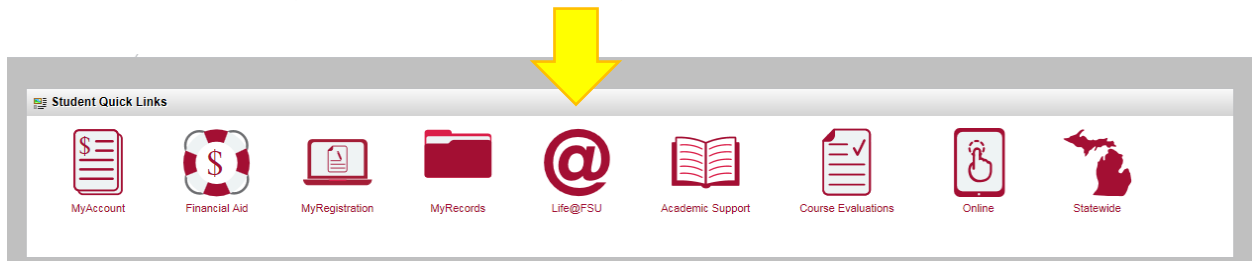 Student Quick Links
$
$
@
MyAccount
Financial Aid
MyRegistration
MyRecords
Life@FSU
Academic Support
Course Evaluations
Online
Statewide